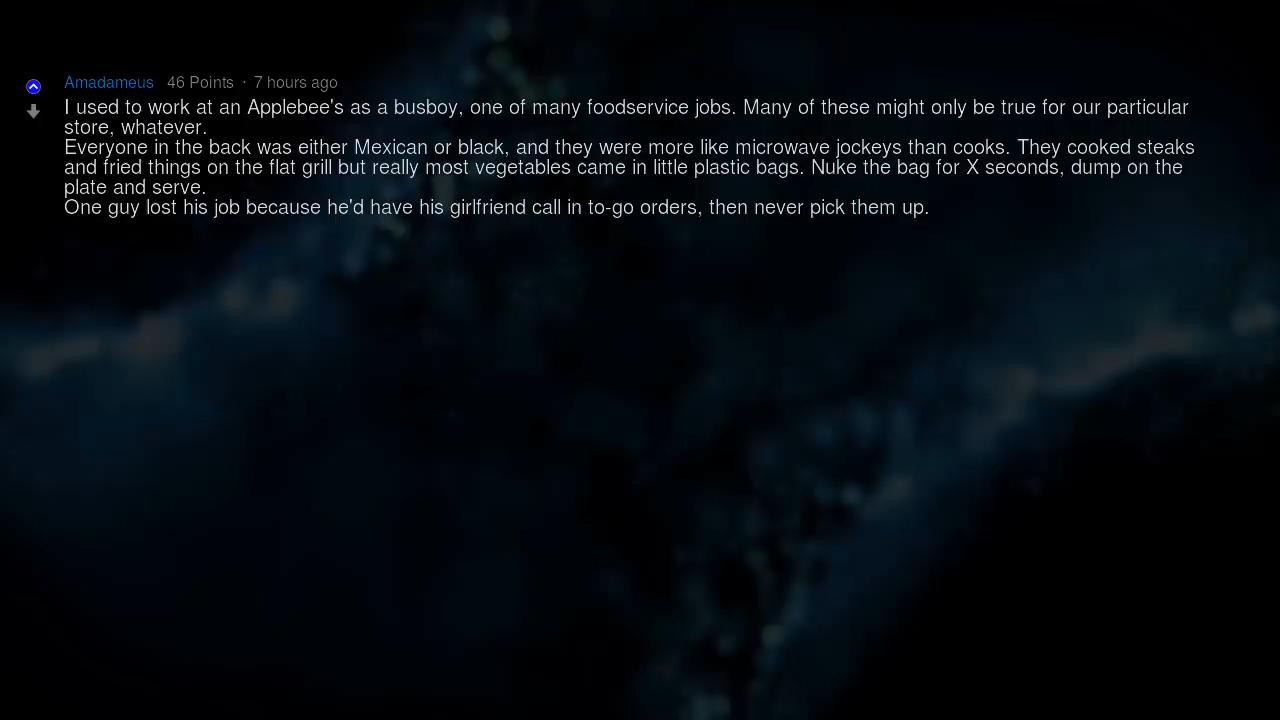 Amadameus 46 Points · 7 hours ago
I used to work at an Applebee's as a busboy, one of many foodservice jobs. Many of these might only be true for our particular
store, whatever.
Everyone in the back was either Mexican or black, and they were more like microwave jockeys than cooks. They cooked steaks
and fried things on the flat grill but really most vegetables came in little plastic bags. Nuke the bag for X seconds, dump on the
plate and serve.
One guy lost his job because he'd have his girlfriend call in to-go orders, then never pick them up.